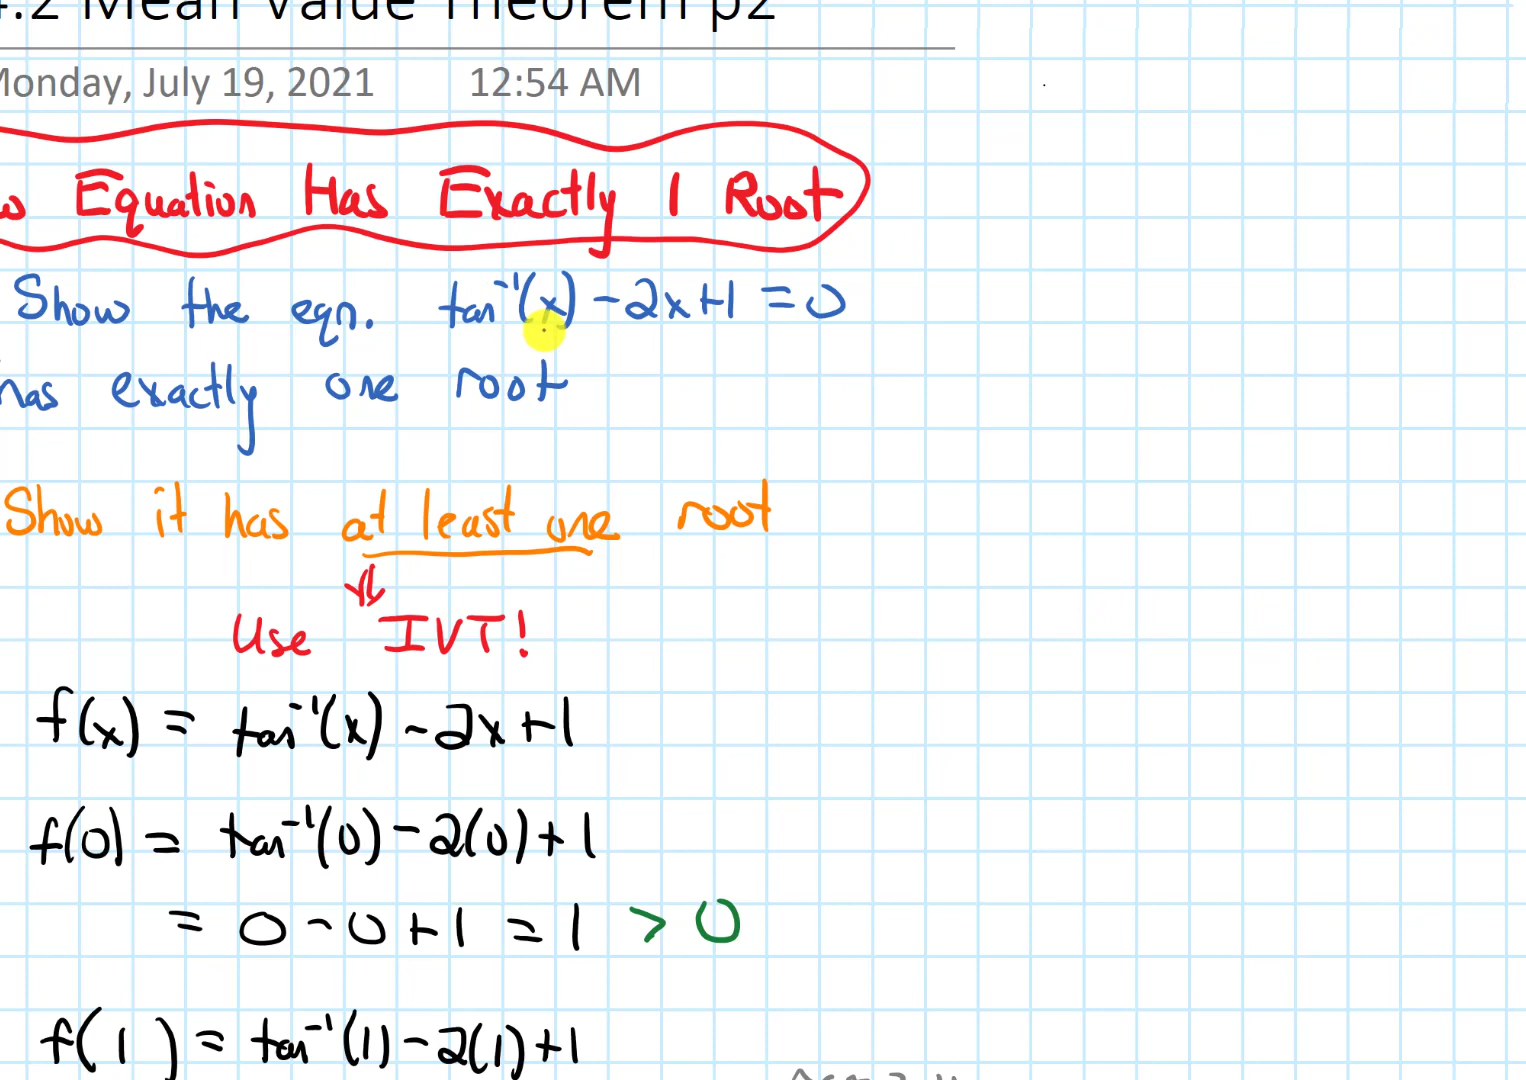 4.2 Mean Value Theorem p2
Monday, July 19, 2021 12:54 AM
Equation Has Exactly 1 Root
Show the eqn. tan⁻¹(x) - 2x + 1 = 0
has exactly one root
Show it has at least one root
Use IVT!
f(x) = tan⁻¹(x) - 2x + 1
f(0) = tan⁻¹(0) - 2(0) + 1
= 0 - 0 + 1 = 1 > 0
f(1) = tan⁻¹(1) - 2(1) + 1